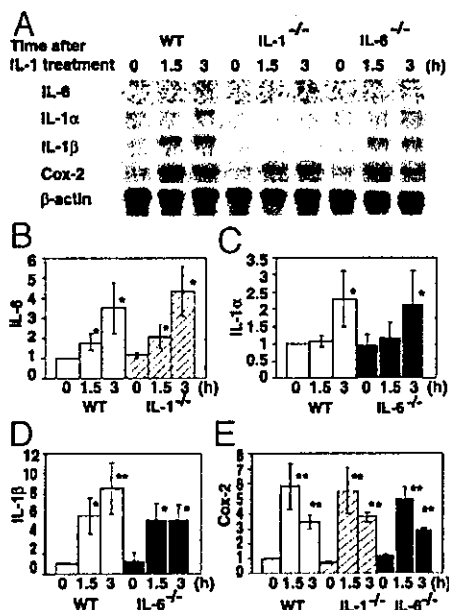 A
Time after WT IL-1 -/- IL-6 -/-
IL-1 treatment 0 1.5 3 0 1.5 3 0 1.5 3 (h)
IL-6
IL-1α
IL-1β
Cox-2
β-actin
B
IL-6
6
5
4
3
2
1
0
* * * *
0 1.5 3 0 1.5 3 (h)
WT IL-1-/-
C
IL-1α
3.5
3
2.5
2
1.5
1
0.5
0
* *
0 1.5 3 0 1.5 3 (h)
WT IL-6-/-
D
IL-1β
12
10
8
6
4
2
0
* ** * *
0 1.5 3 0 1.5 3 (h)
WT IL-6-/-
E
Cox-2
8
7
6
5
4
3
2
1
0
** ** ** ** ** **
0 1.5 3 0 1.5 3 0 1.5 3 (h)
WT IL-1-/- IL-6-/-